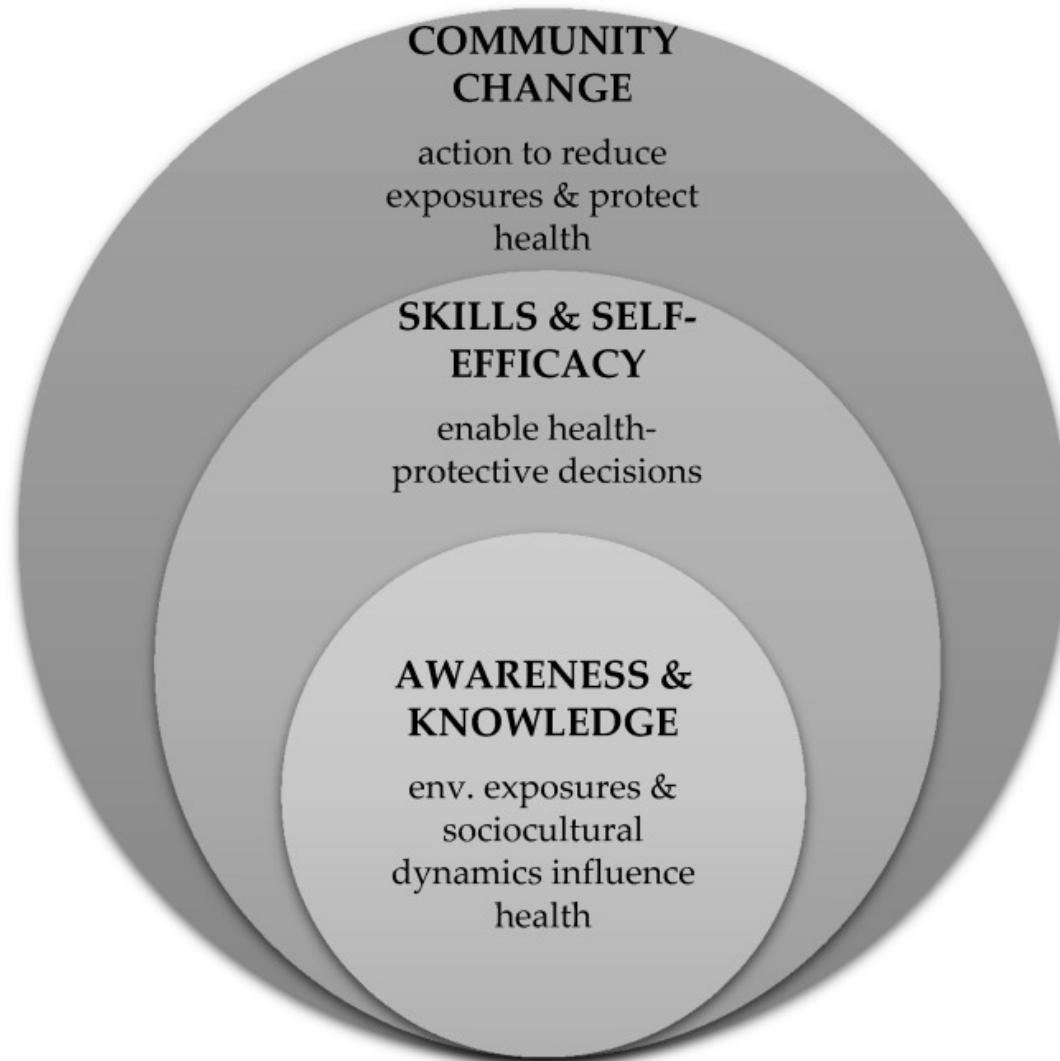 COMMUNITY
CHANGE
action to reduce
exposures & protect
health
SKILLS & SELF-
EFFICACY
enable health-
protective decisions
AWARENESS &
KNOWLEDGE
env. exposures &
sociocultural
dynamics influence
health